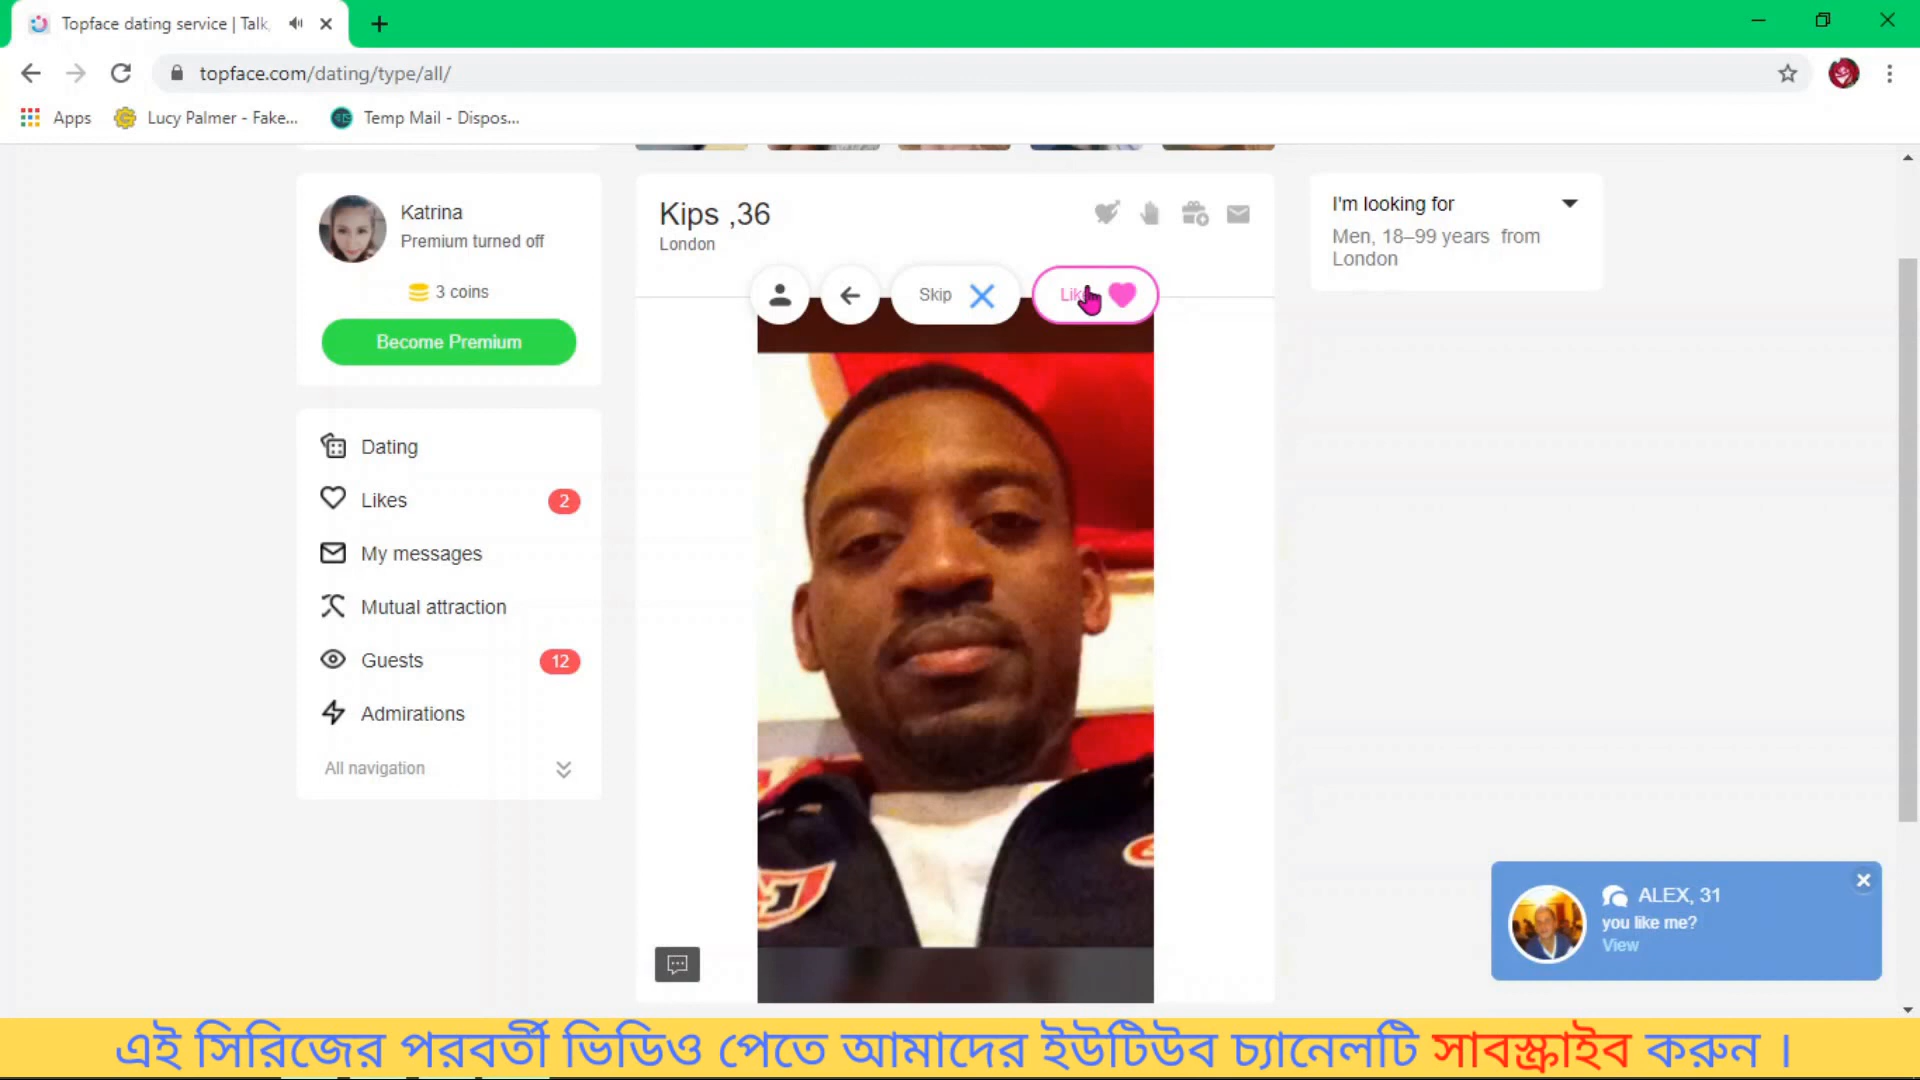 Topface dating service | Talk,
topface.com/dating/type/all/
Apps
Lucy Palmer - Fake...
Temp Mail - Dispos...
Katrina
Premium turned off
3 coins
Become Premium
Dating
Likes 2
My messages
Mutual attraction
Guests 12
Admirations
All navigation
Kips ,36
London
Skip
I'm looking for
Men, 18–99 years from
London
ALEX, 31
you like me?
View
এই সিরিজের পরবর্তী ভিডিও পেতে আমাদের ইউটিউব চ্যানেলটি সাবস্ক্রাইব করুন ।